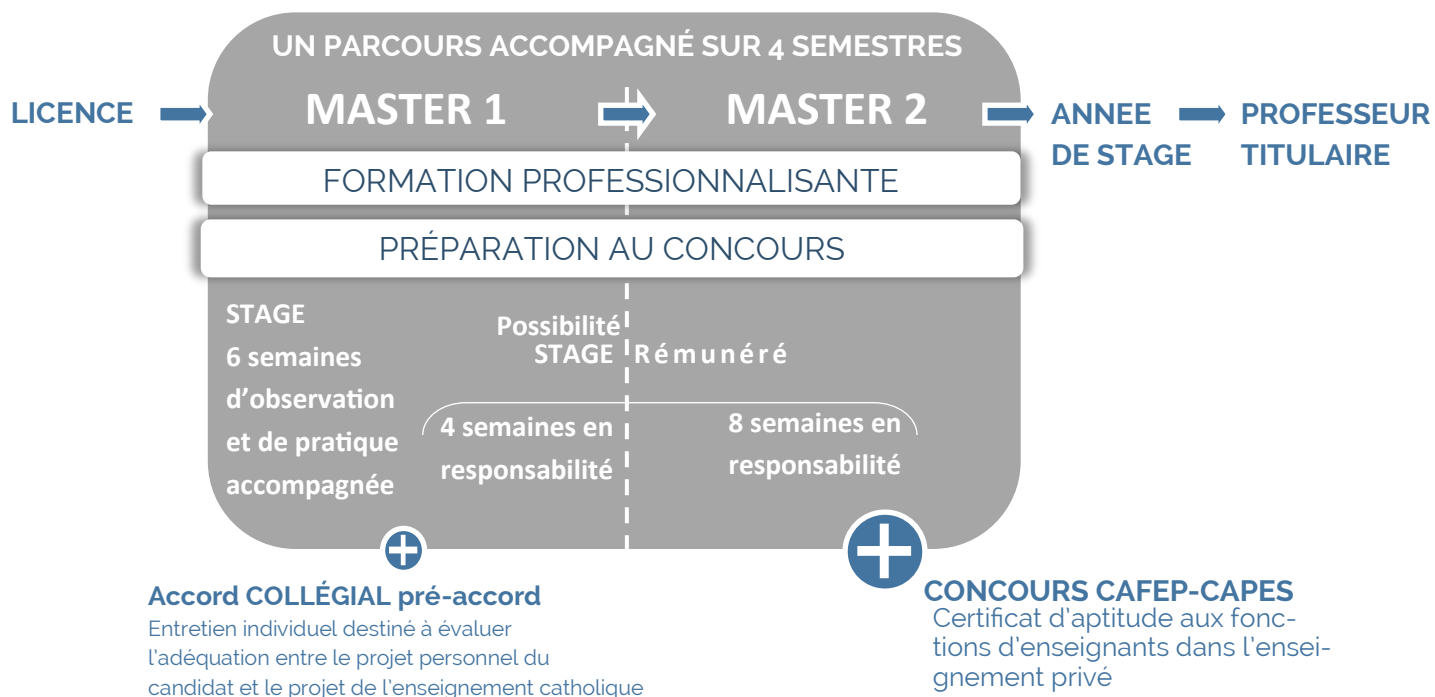 UN PARCOURS ACCOMPAGNÉ SUR 4 SEMESTRES
LICENCE
MASTER 1
MASTER 2
ANNEE
DE STAGE
PROFESSEUR
TITULAIRE
FORMATION PROFESSIONNALISANTE
PRÉPARATION AU CONCOURS
STAGE
6 semaines
d'observation
et de pratique
accompagnée
Possibilité
STAGE Rémunéré
4 semaines en
responsabilité
8 semaines en
responsabilité
Accord COLLÉGIAL pré-accord
Entretien individuel destiné à évaluer
l'adéquation entre le projet personnel du
candidat et le projet de l'enseignement catholique
CONCOURS CAFEP-CAPES
Certificat d'aptitude aux fonc-
tions d'enseignants dans l'ensei-
gnement privé